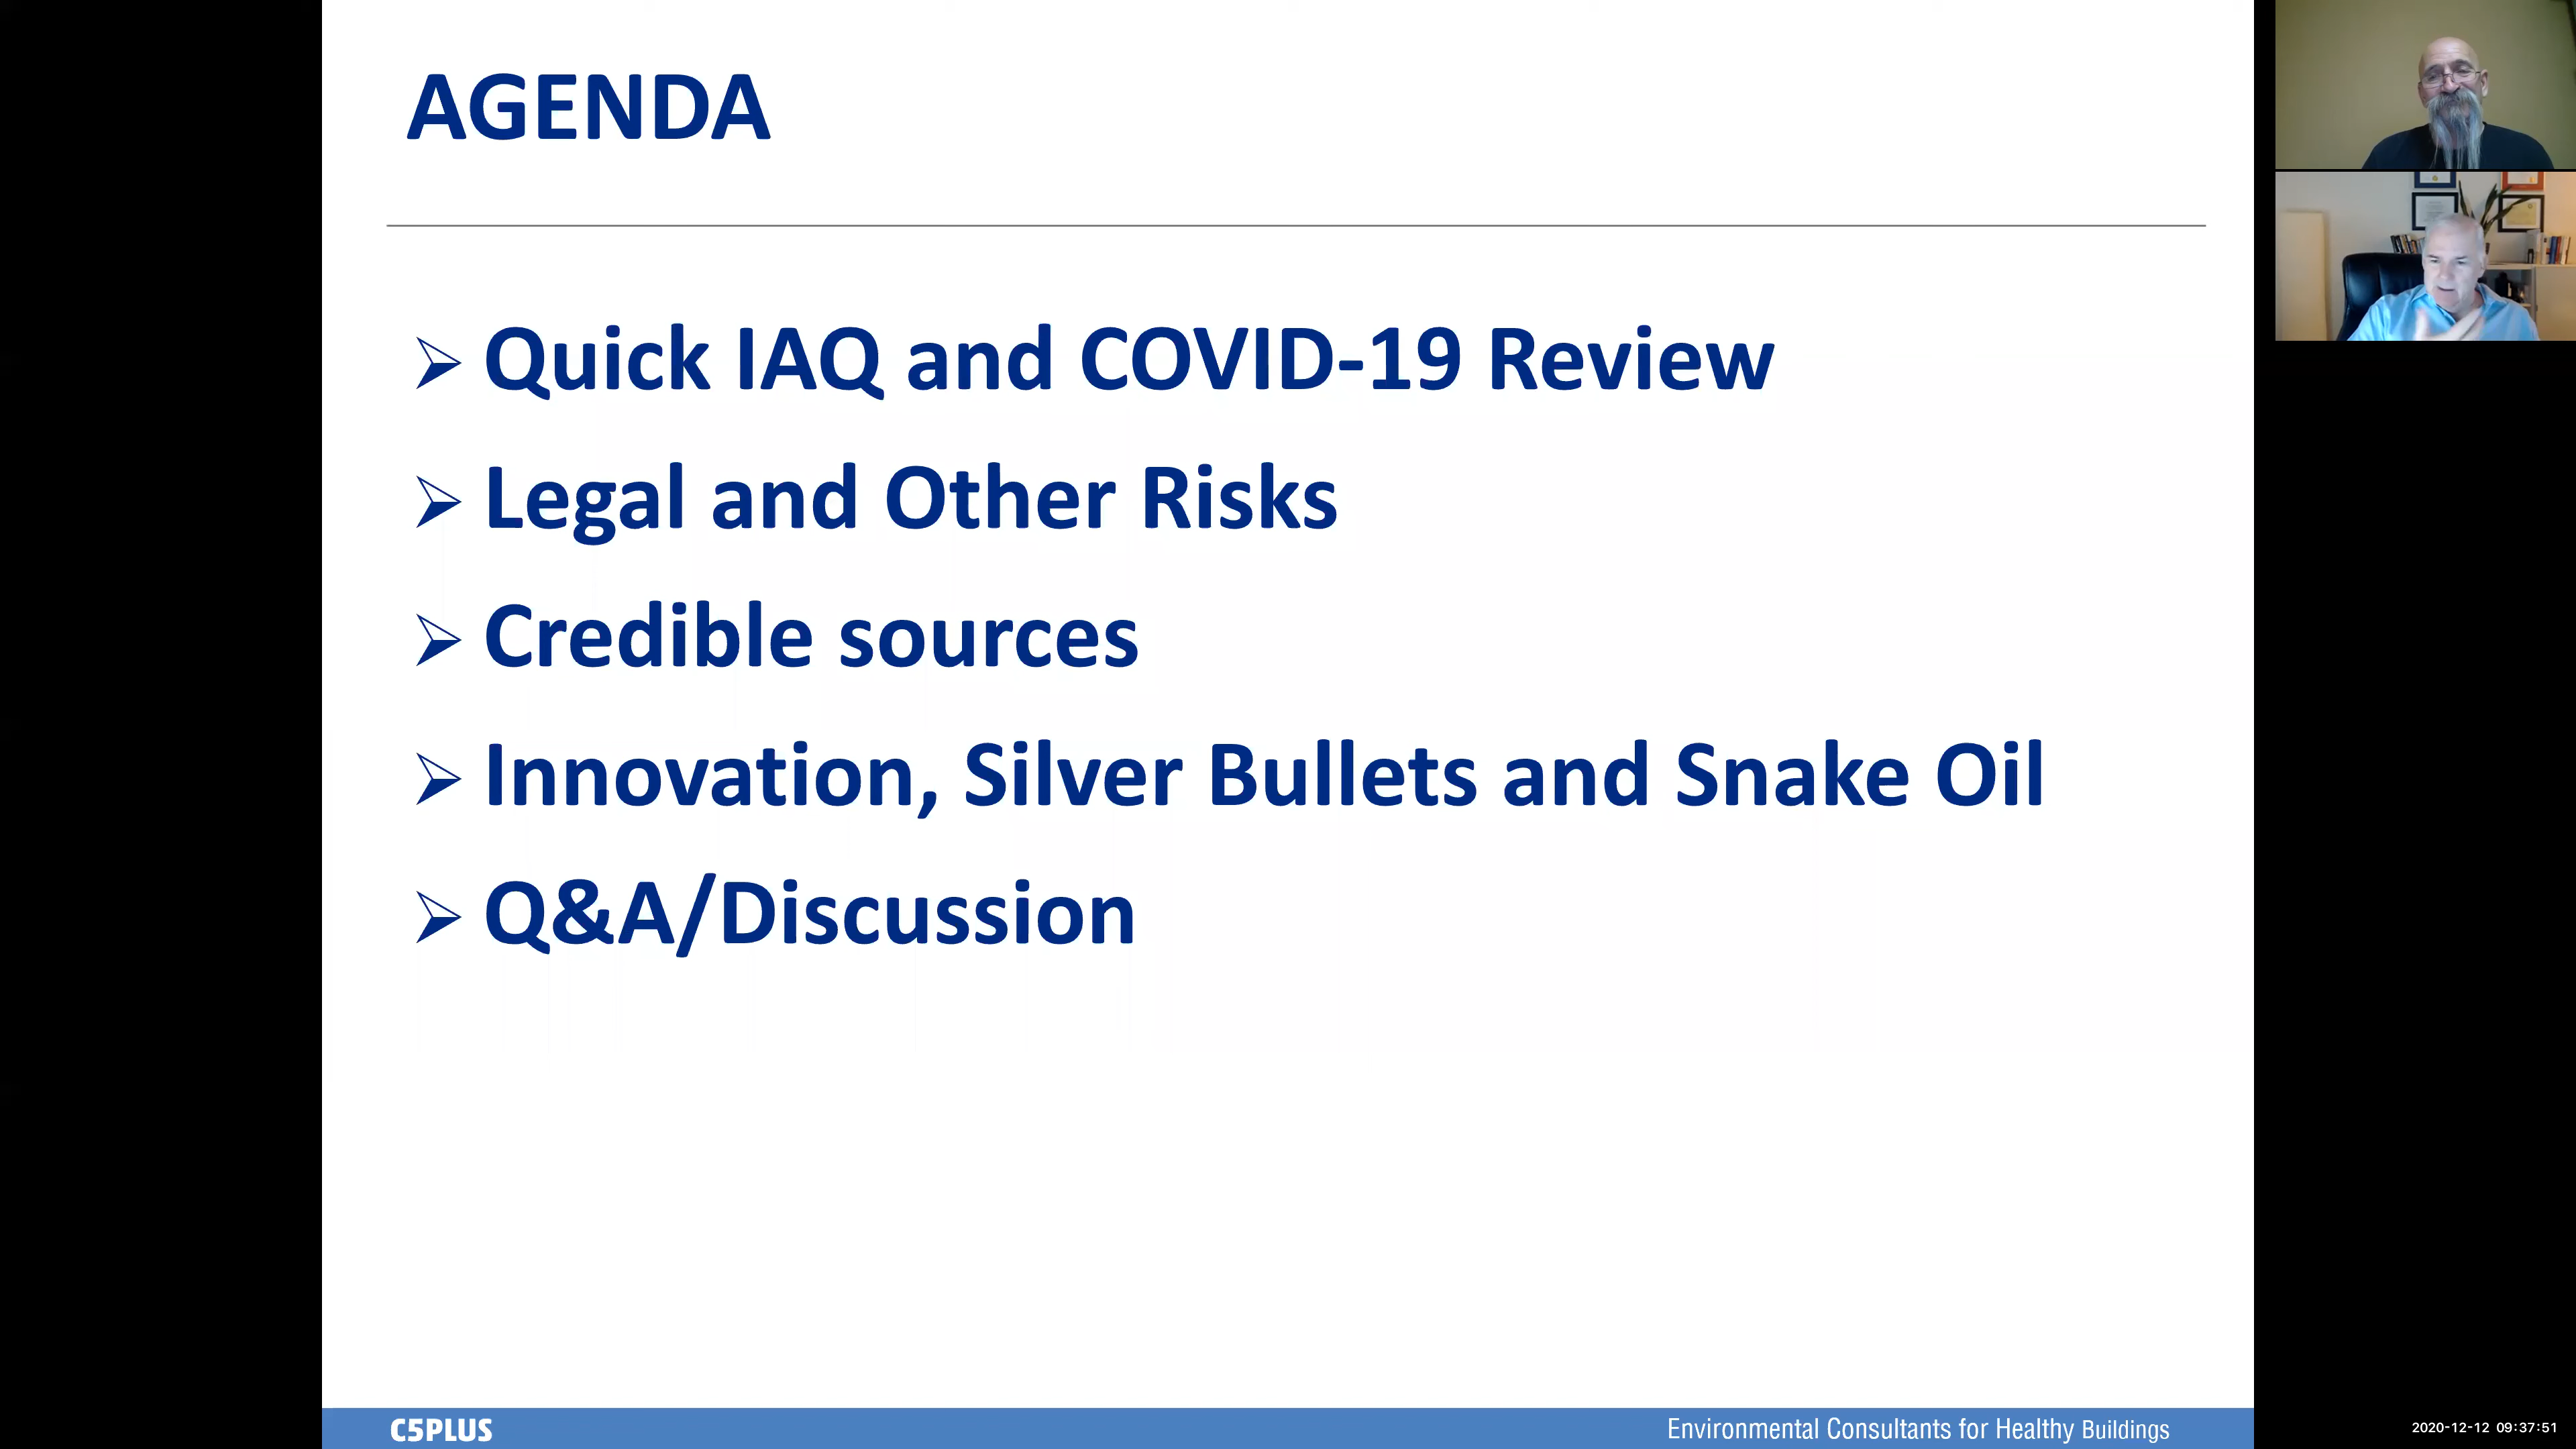 AGENDA
Quick IAQ and COVID-19 Review
Legal and Other Risks
Credible sources
Innovation, Silver Bullets and Snake Oil
Q&A/Discussion
C5PLUS
Environmental Consultants for Healthy Buildings
2020-12-12 09:37:51